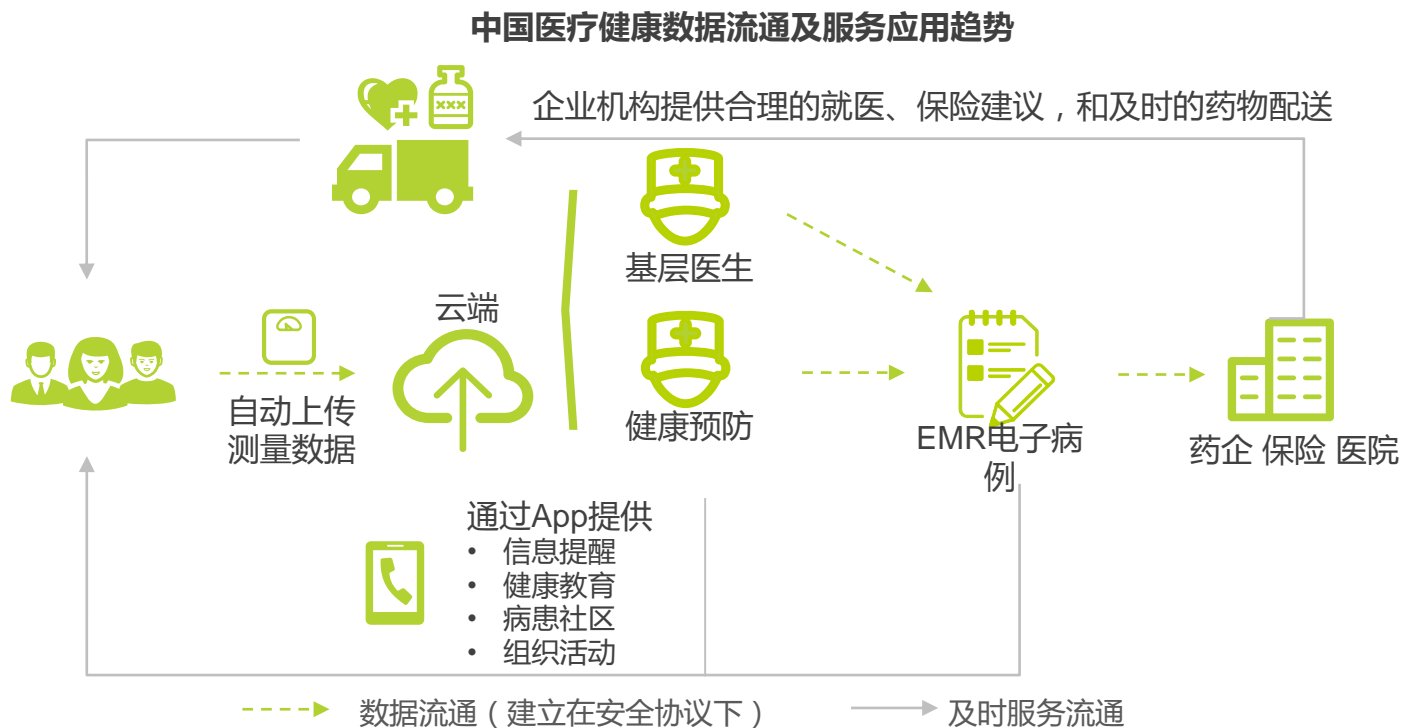 中国医疗健康数据流通及服务应用趋势
企业机构提供合理的就医、保险建议，和及时的药物配送
xxx
基层医生
云端
自动上传
测量数据
健康预防
EMR电子病
例
药企 保险 医院
通过App提供
• 信息提醒
• 健康教育
• 病患社区
• 组织活动
数据流通（建立在安全协议下）
及时服务流通